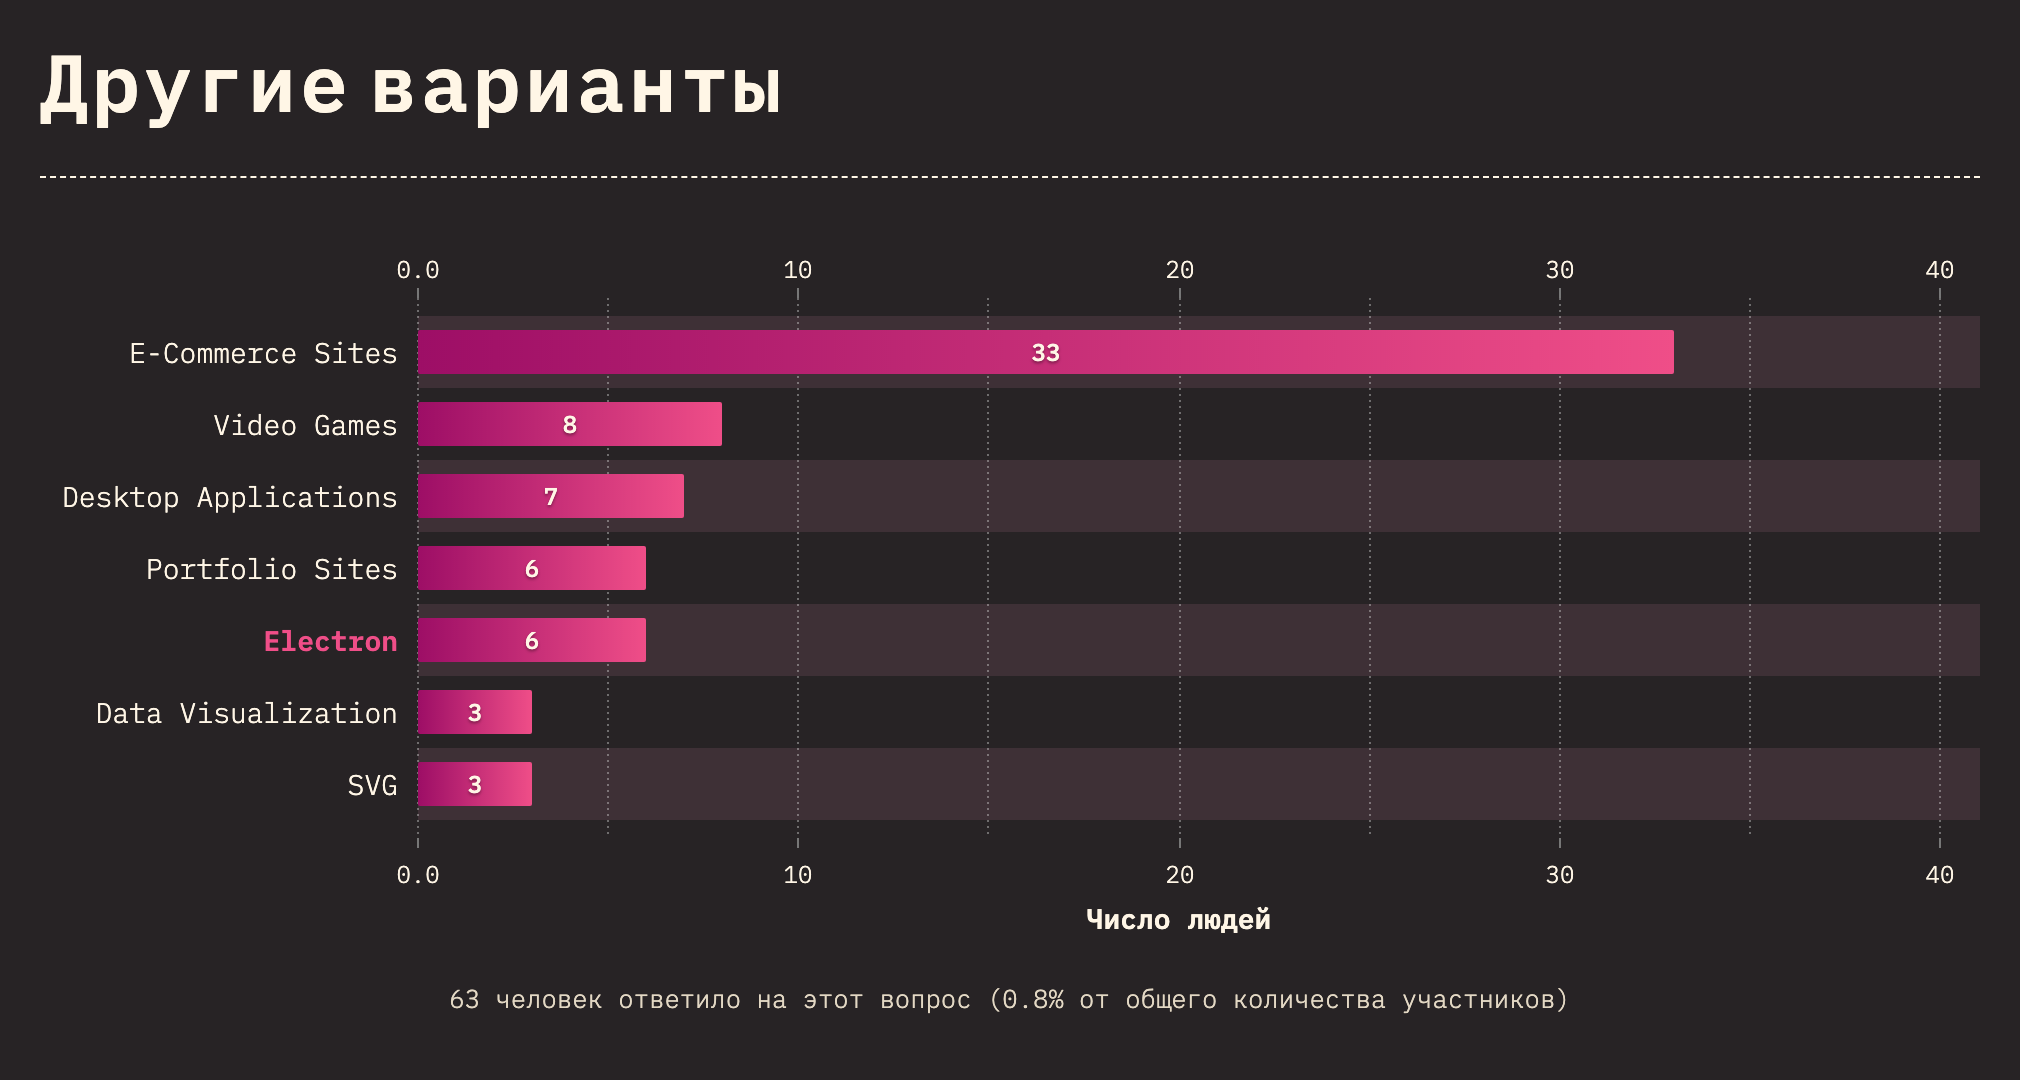 Другие варианты
0.0 10 20 30 40
E-Commerce Sites 33
Video Games 8
Desktop Applications 7
Portfolio Sites 6
Electron 6
Data Visualization 3
SVG 3
0.0 10 20 30 40
Число людей
63 человек ответило на этот вопрос (0.8% от общего количества участников)